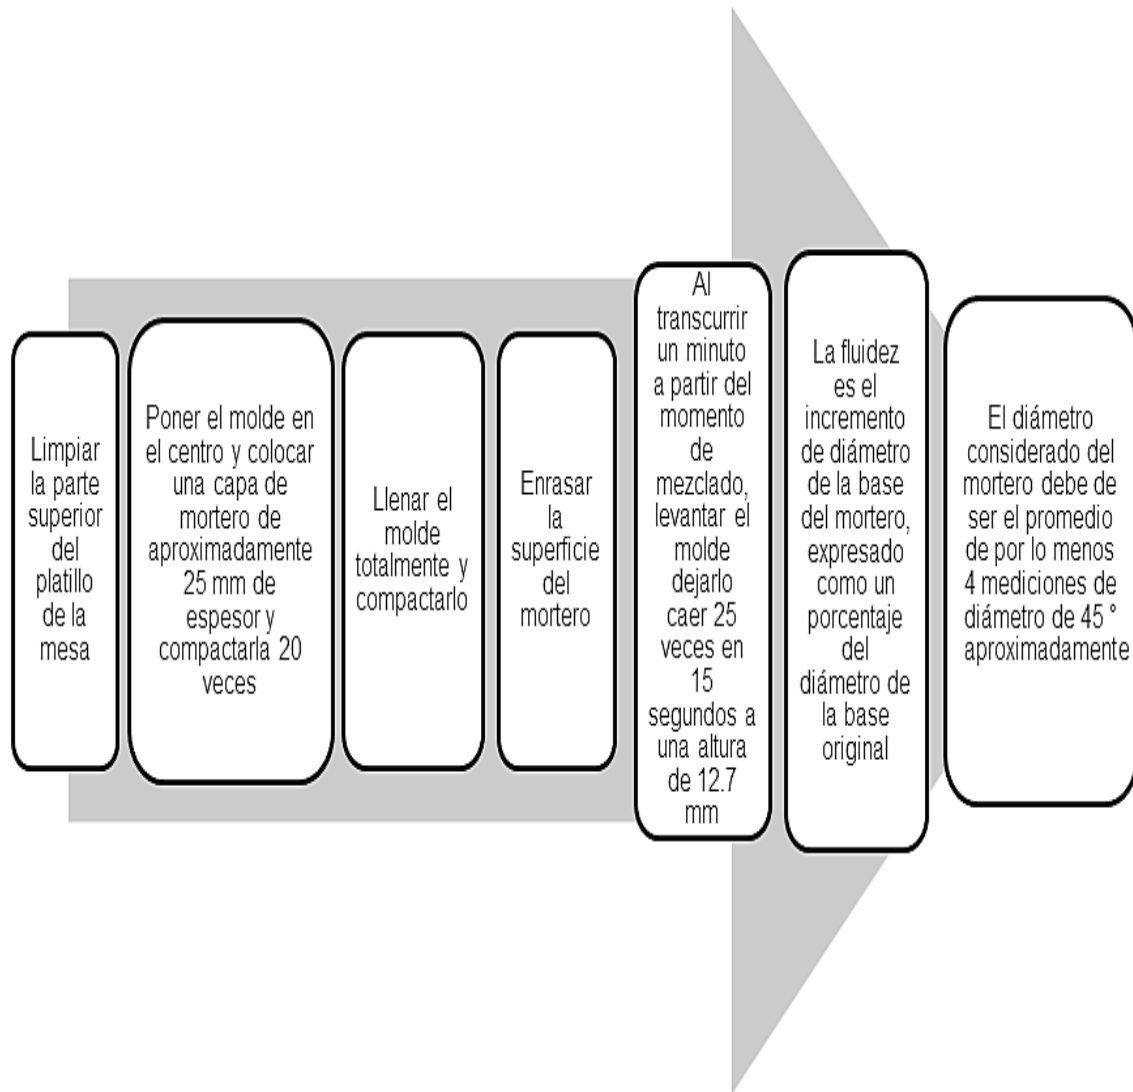 Limpiar
la parte
superior
del
platillo
de la
mesa
Poner el molde en
el centro y colocar
una capa de
mortero de
aproximadamente
25 mm de
espesor y
compactarla 20
veces
Llenar el
molde
totalmente y
compactarlo
Enrasar
la
superficie
del
mortero
Al
transcurrir
un minuto
a partir del
momento
de
mezclado,
levantar el
molde
dejarlo
caer 25
veces en
15
segundos a
una altura
de 12.7
mm
La fluidez
es el
incremento
de diámetro
de la base
del mortero,
expresado
como un
porcentaje
del
diámetro de
la base
original
El diámetro
considerado del
mortero debe de
ser el promedio
de por lo menos
4 mediciones de
diámetro de 45 °
aproximadamente